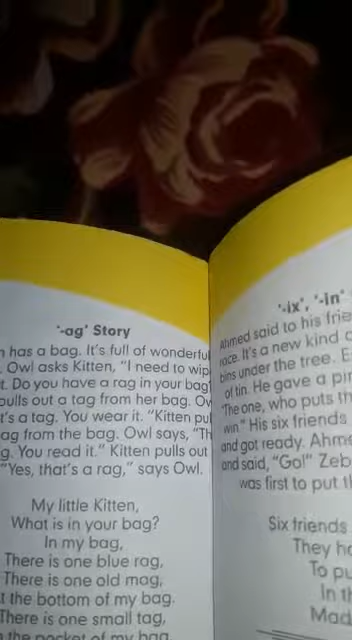 '-ag' Story
has a bag. It's full of wonderful
Owl asks Kitten, "I need to wip
t. Do you have a rag in your bag
pulls out a tag from her bag. Ow
t's a tag. You wear it. "Kitten pul
ag from the bag. Owl says, "Th
g. You read it." Kitten pulls out
"Yes, that's a rag," says Owl.
My little Kitten,
What is in your bag?
In my bag,
There is one blue rag,
There is one old mag,
t the bottom of my bag.
There is one small tag,
the pocket of my bag
'-ix', '-in'
Ahmed said to his frie
race. It's a new kind o
bins under the tree. E
of tin. He gave a pin
"The one, who puts th
win." His six friends
and got ready. Ahme
and said, "Go!" Zeb
was first to put t
Six friends
They ha
To pu
In t
Mad